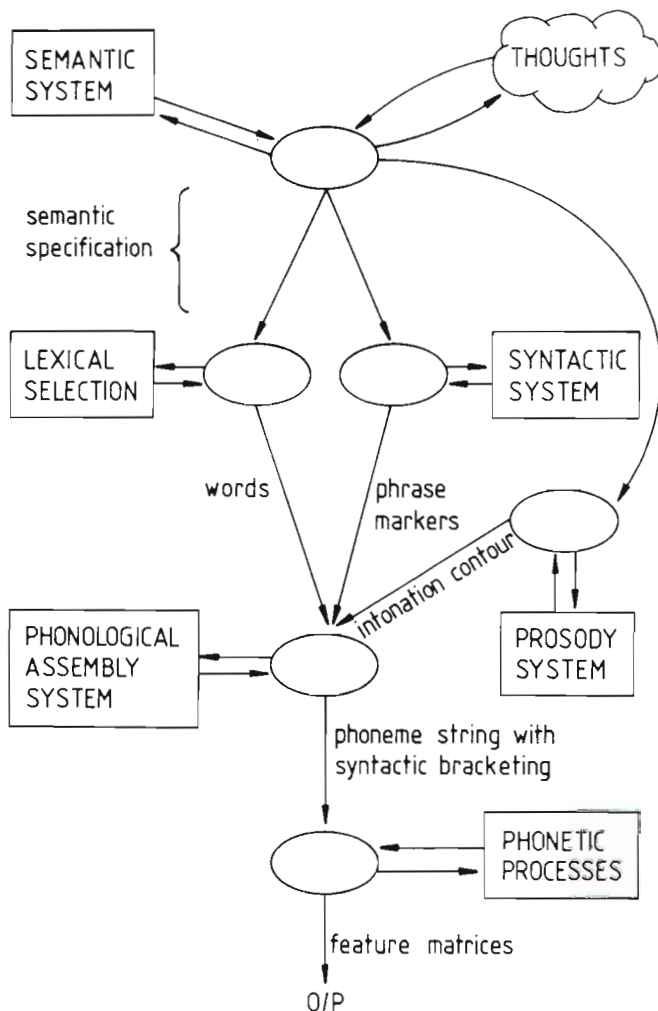 SEMANTIC
SYSTEM
THOUGHTS
semantic
specification
LEXICAL
SELECTION
SYNTACTIC
SYSTEM
words
phrase
markers
intonation contour
PHONOLOGICAL
ASSEMBLY
SYSTEM
PROSODY
SYSTEM
phoneme string with
syntactic bracketing
PHONETIC
PROCESSES
feature matrices
O/P